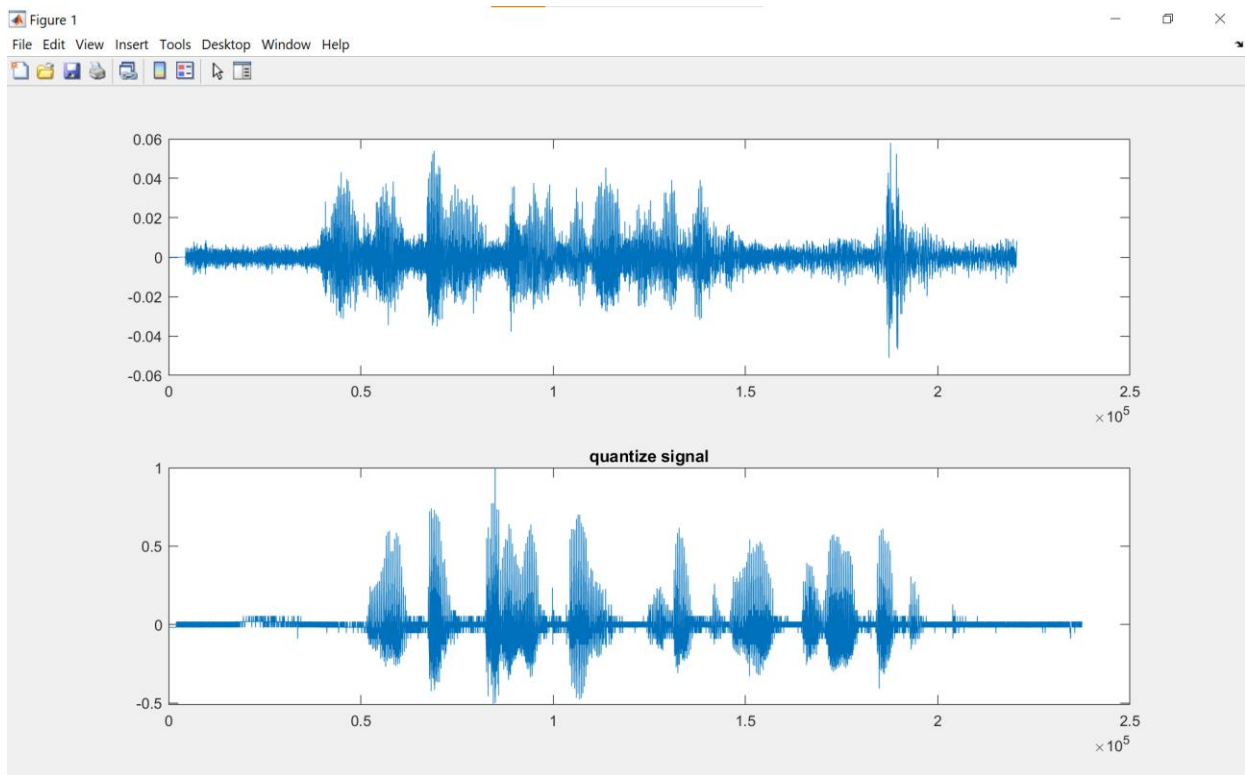 Figure 1
File Edit View Insert Tools Desktop Window Help
0.06
0.04
0.02
0
-0.02
-0.04
-0.06
0 0.5 1 1.5 2 2.5
×10^5
quantize signal
1
0.5
0
-0.5
0 0.5 1 1.5 2 2.5
×10^5